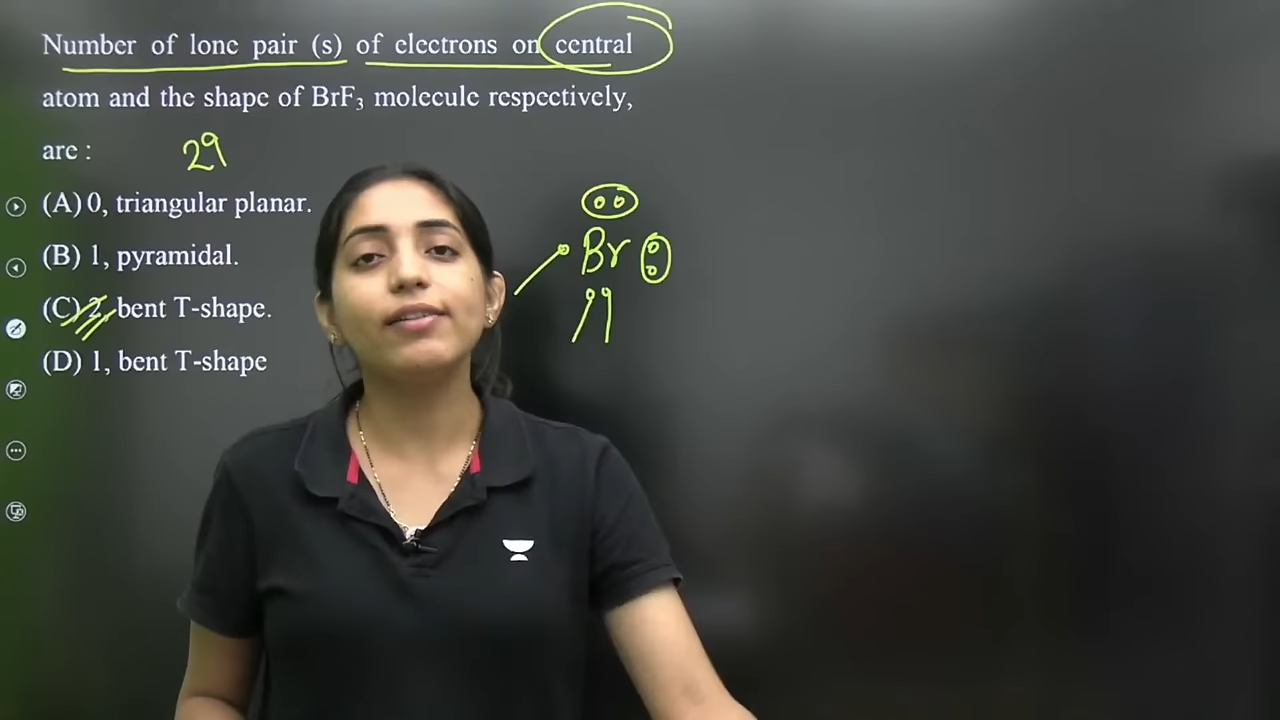 Number of lone pair (s) of electrons on central
atom and the shape of BrF₃ molecule respectively,
are :
29
(A) 0, triangular planar.
(B) 1, pyramidal.
(C) 2, bent T-shape.
(D) 1, bent T-shape
Br